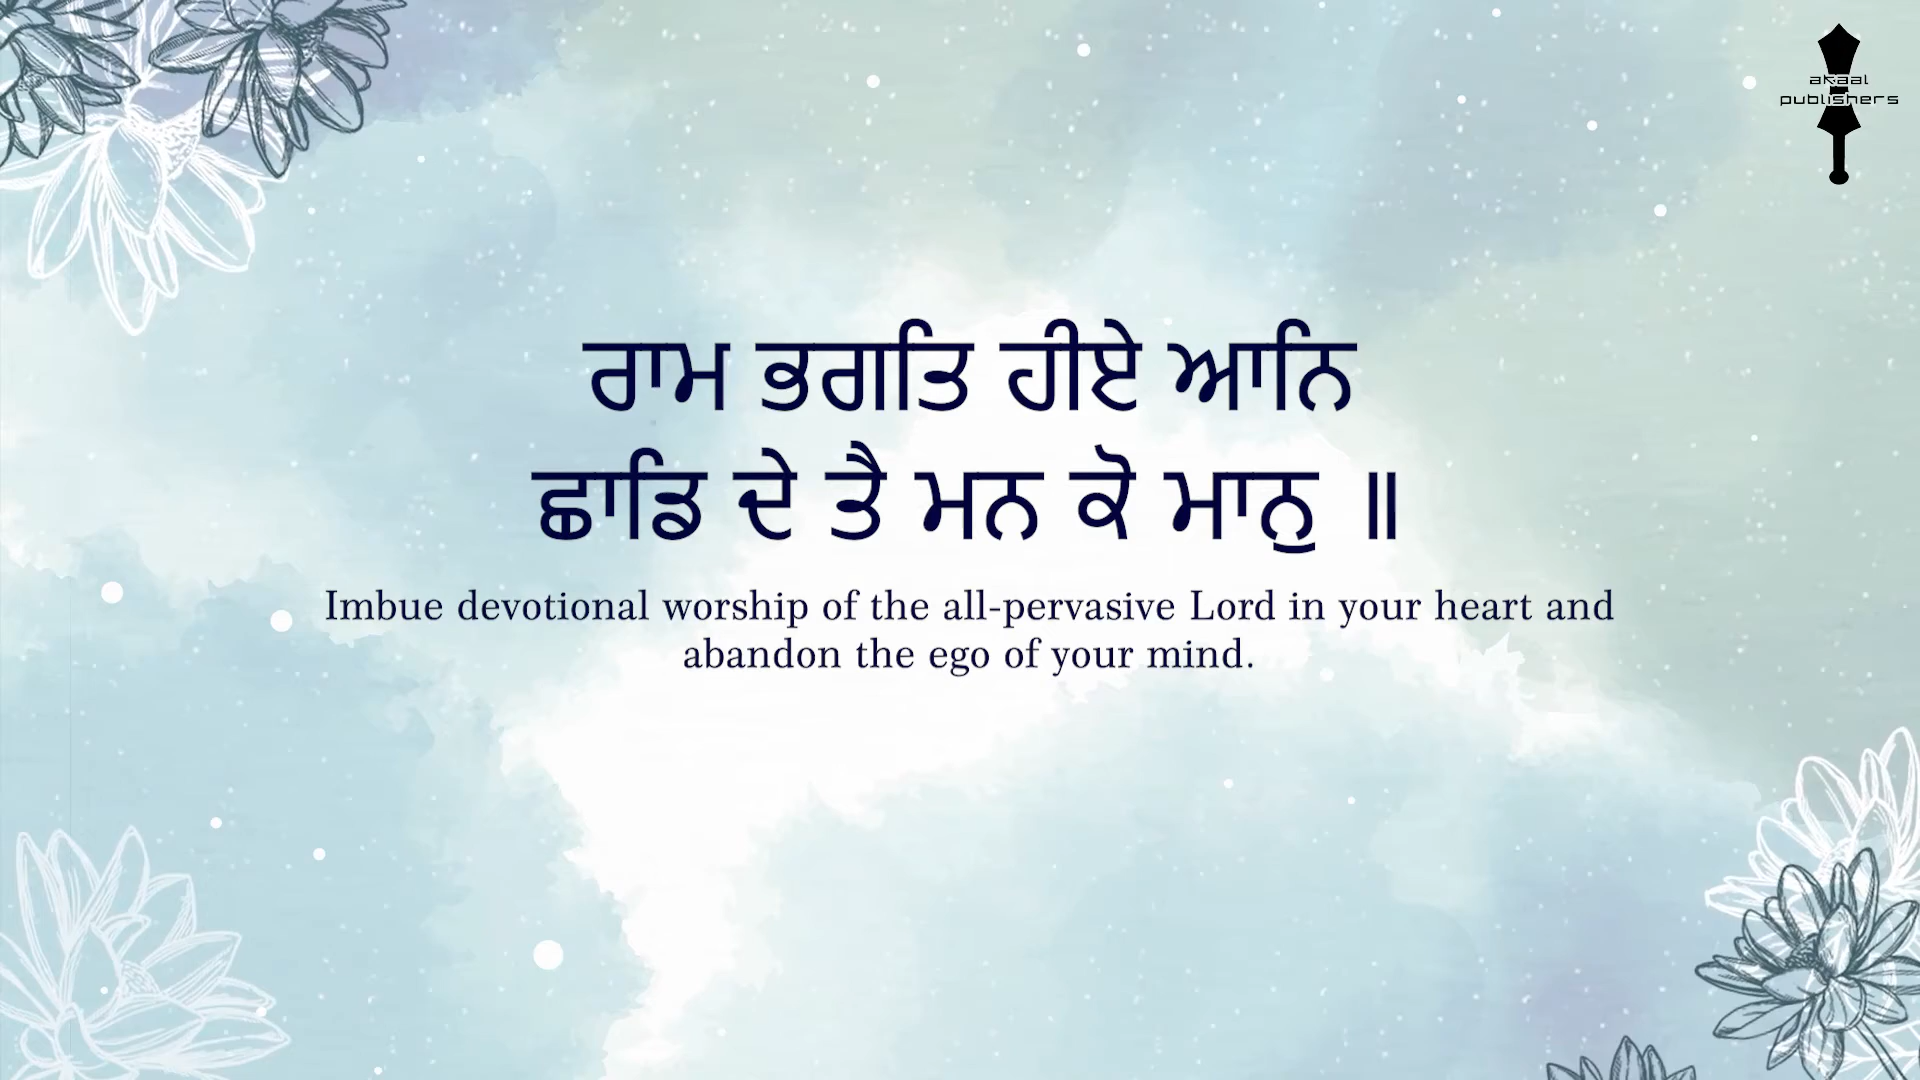 akaal
publishers
ਰਾਮ ਭਗਤਿ ਹੀਏ ਆਨਿ
ਛਾਡਿ ਦੇ ਤੈ ਮਨ ਕੋ ਮਾਨੁ ॥
Imbue devotional worship of the all-pervasive Lord in your heart and
abandon the ego of your mind.